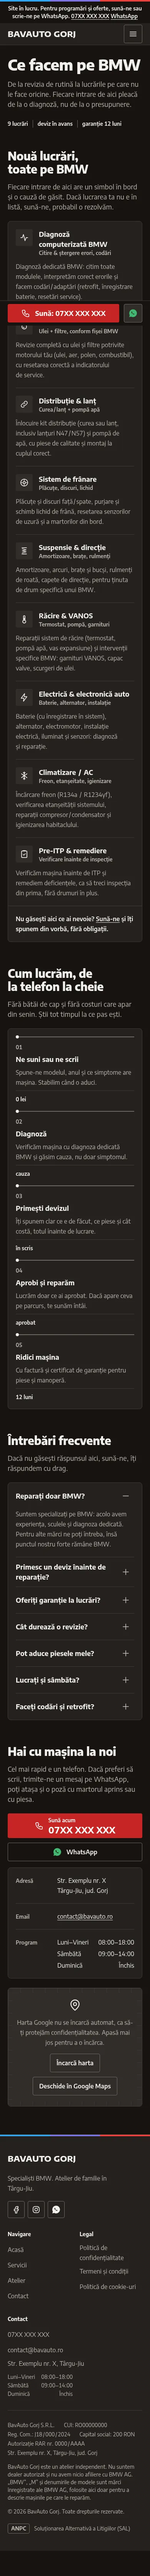 Site în lucru. Pentru programări și oferte, sună-ne sau
scrie-ne pe WhatsApp. 07XX XXX XXX WhatsApp
BAVAUTO GORJ
Ce facem pe BMW
De la revizia de rutină la lucrările pe care nu
le face oricine. Fiecare intrare de aici pleacă
de la o diagnoză, nu de la o presupunere.
9 lucrări
deviz în avans
garanție 12 luni
Nouă lucrări,
toate pe BMW
Fiecare intrare de aici are un simbol în bord
și o cauză de găsit. Dacă lucrarea ta nu e în
listă, sună-ne, probabil o rezolvăm.
Diagnoză
computerizată BMW
Citire & ștergere erori, codări
Diagnoză dedicată BMW: citim toate
modulele, interpretăm corect erorile și
facem codări / adaptări (retrofit, înregistrare
baterie, resetări service).
Sună: 07XX XXX XXX
Ulei + filtre, conform fișei BMW
Revizie completă cu ulei și filtre potrivite
motorului tău (ulei, aer, polen, combustibil),
cu resetarea corectă a indicatorului
de service.
Distribuție & lanț
Curea / lanț + pompă apă
Înlocuire kit distribuție (curea sau lanț,
inclusiv lanțuri N47 / N57) și pompă de
apă, cu piese de calitate și montaj la
cuplul corect.
Sistem de frânare
Plăcuțe, discuri, lichid
Plăcuțe și discuri față / spate, purjare și
schimb lichid de frână, resetarea senzorilor
de uzură și a martorilor din bord.
Suspensie & direcție
Amortizoare, brațe, rulmenți
Amortizoare, arcuri, brațe și bucși, rulmenți
de roată, capete de direcție, pentru ținuta
de drum specifică unui BMW.
Răcire & VANOS
Termostat, pompă, garnituri
Reparații sistem de răcire (termostat,
pompă apă, vas expansiune) și intervenții
specifice BMW: garnituri VANOS, capac
valve, scurgeri de ulei.
Electrică & electronică auto
Baterie, alternator, instalație
Baterie (cu înregistrare în sistem),
alternator, electromotor, instalație
electrică, iluminat și senzori: diagnoză
și reparație.
Climatizare / AC
Freon, etanșeitate, igienizare
Încărcare freon (R134a / R1234yf),
verificarea etanșeității sistemului,
reparații compresor / condensator și
igienizarea habitaclului.
Pre-ITP & remediere
Verificare înainte de inspecție
Verificăm mașina înainte de ITP și
remediem deficiențele, ca să treci inspecția
din prima, fără drumuri în plus.
Nu găsești aici ce ai nevoie? Sună-ne și îți
spunem din vorbă, fără obligații.
Cum lucrăm, de
la telefon la cheie
Fără bătăi de cap și fără costuri care apar
din senin. Știi tot timpul la ce pas ești.
01
Ne suni sau ne scrii
Spune-ne modelul, anul și ce simptome are
mașina. Stabilim când o aduci.
0 lei
02
Diagnoză
Verificăm mașina cu diagnoză dedicată
BMW și găsim cauza, nu doar simptomul.
cauza
03
Primești devizul
Îți spunem clar ce e de făcut, ce piese și cât
costă, totul înainte de lucrare.
în scris
04
Aprobi și reparăm
Lucrăm doar ce ai aprobat. Dacă apare ceva
pe parcurs, te sunăm întâi.
aprobat
05
Ridici mașina
Cu factură și certificat de garanție pentru
piese și manoperă.
12 luni
Întrebări frecvente
Dacă nu găsești răspunsul aici, sună-ne, îți
răspundem cu drag.
Reparați doar BMW?
Suntem specializați pe BMW: acolo avem
experiența, sculele și diagnoza dedicată.
Pentru alte mărci ne poți întreba, însă
punctul nostru forte rămâne BMW.
Primesc un deviz înainte de
reparație?
Oferiți garanție la lucrări?
Cât durează o revizie?
Pot aduce piesele mele?
Lucrați și sâmbăta?
Faceți codări și retrofit?
Hai cu mașina la noi
Cel mai rapid e un telefon. Dacă preferi să
scrii, trimite-ne un mesaj pe WhatsApp,
poți atașa și o poză cu martorul aprins sau
cu piesa.
Sună acum
07XX XXX XXX
WhatsApp
Adresă
Str. Exemplu nr. X
Târgu-Jiu, jud. Gorj
Email
contact@bavauto.ro
Program
Luni–Vineri 08:00–18:00
Sâmbătă 09:00–14:00
Duminică Închis
Harta Google nu se încarcă automat, ca să-
ți protejăm confidențialitatea. Apasă mai
jos pentru a o încărca.
Încarcă harta
Deschide în Google Maps
BAVAUTO GORJ
Specialiști BMW. Atelier de familie în
Târgu-Jiu.
Navigare
Acasă
Servicii
Atelier
Contact
Legal
Politică de
confidențialitate
Termeni și condiții
Politică de cookie-uri
Contact
07XX XXX XXX
contact@bavauto.ro
Str. Exemplu nr. X, Târgu-Jiu
Luni–Vineri 08:00–18:00
Sâmbătă 09:00–14:00
Duminică Închis
BavAuto Gorj S.R.L. CUI: RO00000000
Reg. Com.: J18/000/2024 Capital social: 200 RON
Autorizație RAR nr. 0000/AAAA
Str. Exemplu nr. X, Târgu-Jiu, jud. Gorj
BavAuto Gorj este un atelier independent. Nu suntem
dealer autorizat și nu avem nicio afiliere cu BMW AG.
„BMW”, „M” și denumirile de modele sunt mărci
înregistrate ale BMW AG, folosite aici doar pentru a
descrie mașinile pe care le reparăm.
© 2026 BavAuto Gorj. Toate drepturile rezervate.
ANPC Soluționarea Alternativă a Litigiilor (SAL)